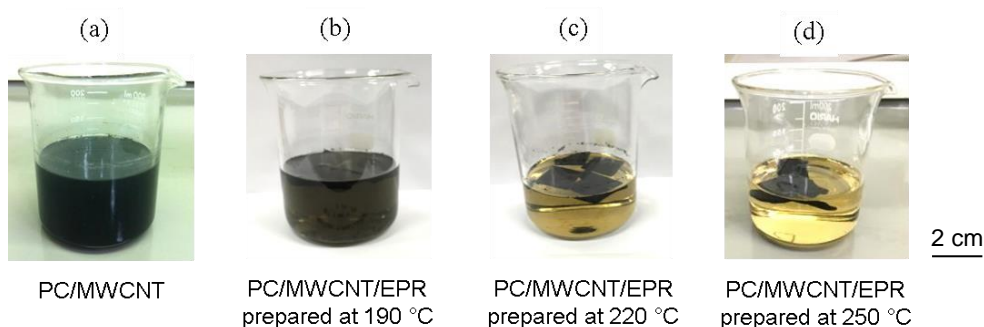 (a)
(b)
(c)
(d)
2 cm
PC/MWCNT
PC/MWCNT/EPR
prepared at 190 °C
PC/MWCNT/EPR
prepared at 220 °C
PC/MWCNT/EPR
prepared at 250 °C